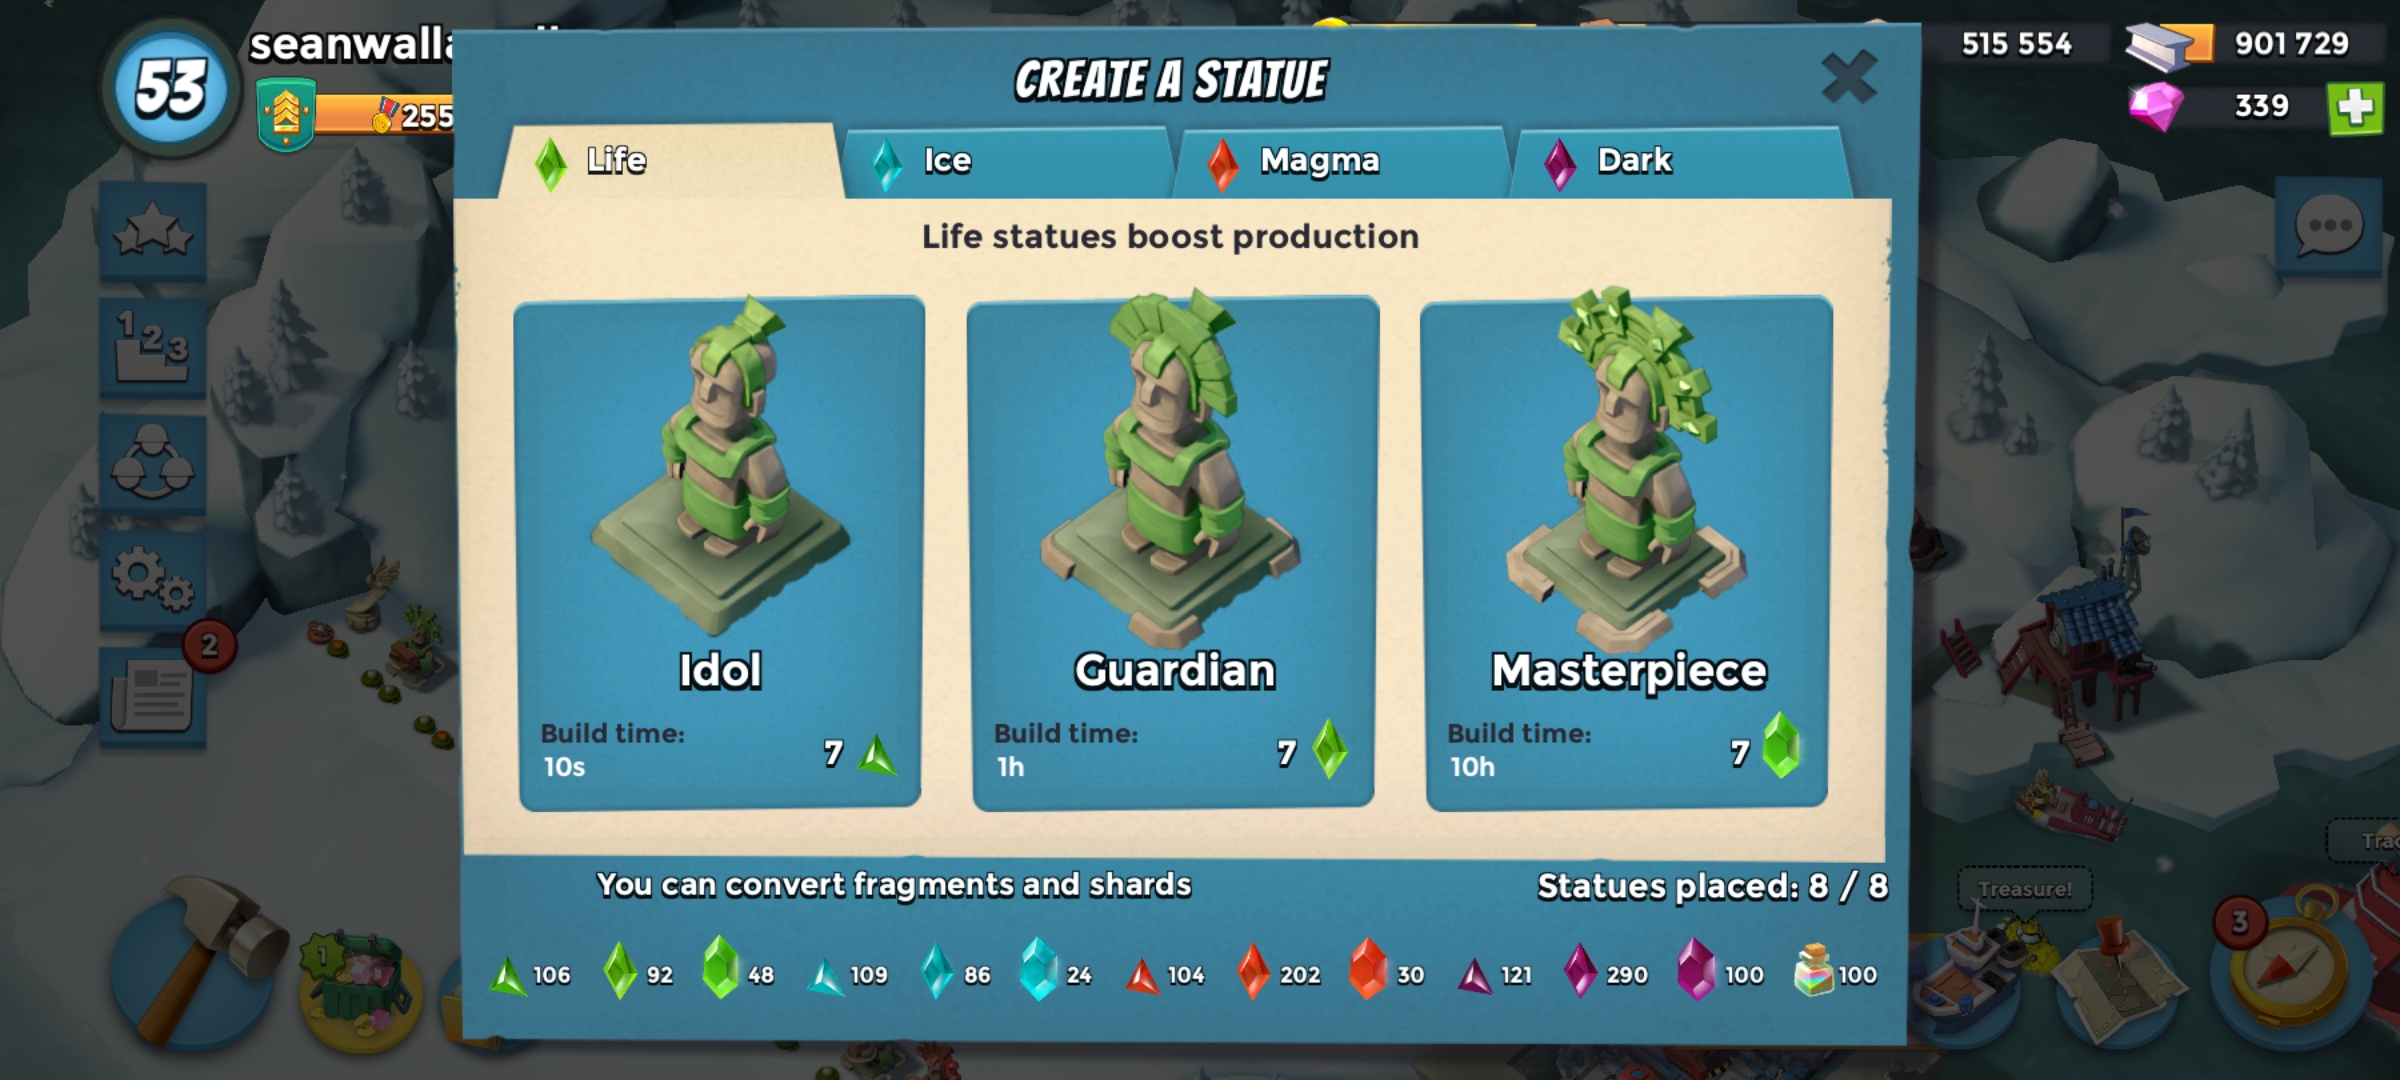 53
255
515 554
901 729
339
CREATE A STATUE
Life
Ice
Magma
Dark
Life statues boost production
1 2 3
2
Idol
Build time:
10s
7
Guardian
Build time:
1h
7
Masterpiece
Build time:
10h
7
You can convert fragments and shards
Statues placed: 8 / 8
106
92
48
109
86
24
104
202
30
121
290
100
100
1
Treasure!
3